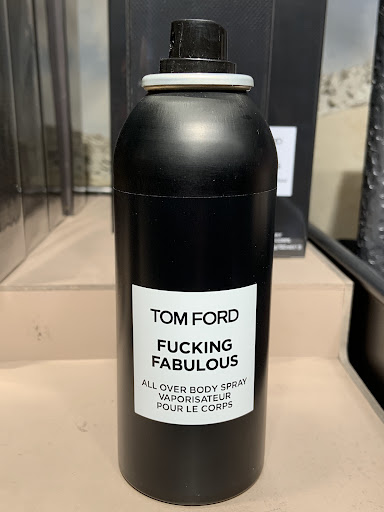 TOM FORD
FUCKING
FABULOUS
ALL OVER BODY SPRAY
VAPORISATEUR
POUR LE CORPS